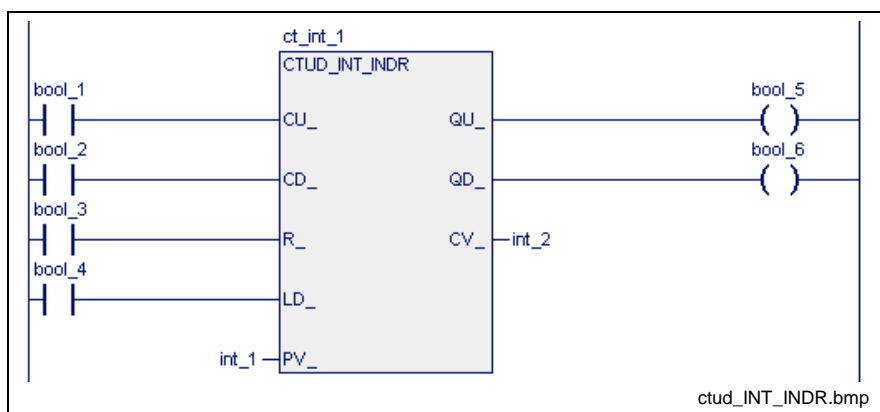 ct_int_1
CTUD_INT_INDR
bool_1
bool_5
CU_ QU_
bool_2
bool_6
CD_ QD_
bool_3
R_ CV_ int_2
bool_4
LD_
int_1 PV_
ctud_INT_INDR.bmp